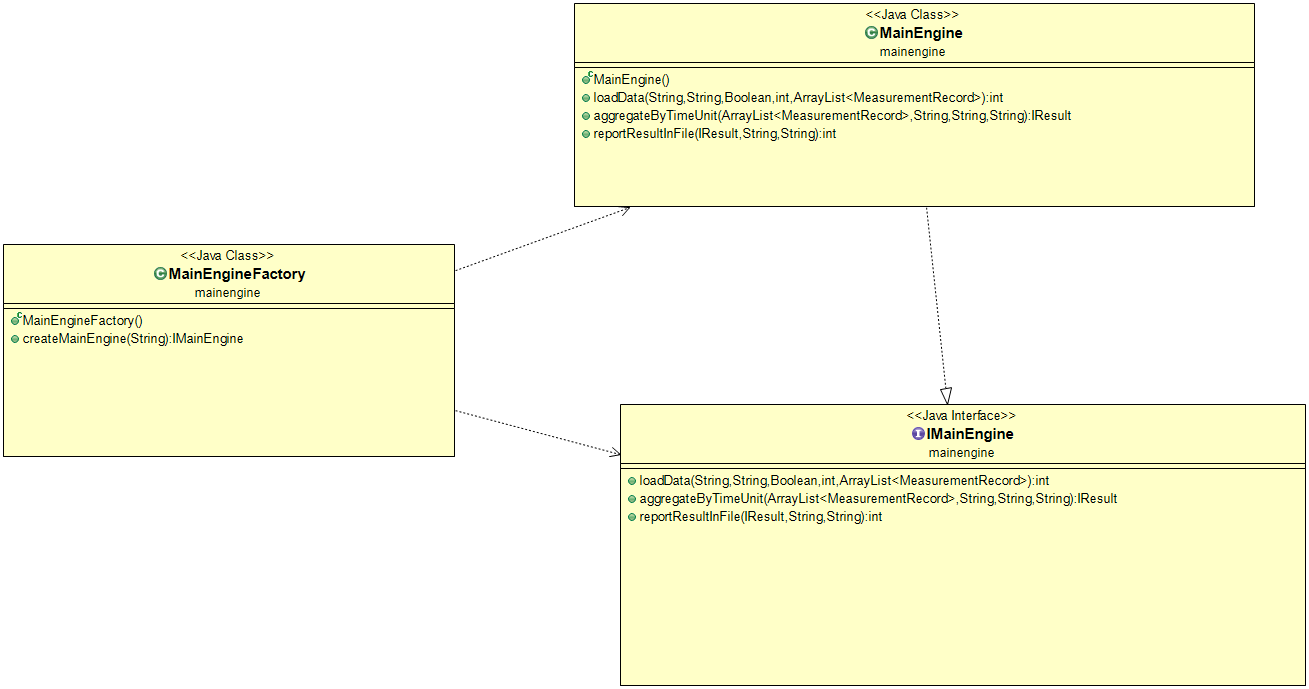 <<Java Class>>
MainEngine
mainengine
MainEngine()
loadData(String,String,Boolean,int,ArrayList<MeasurementRecord>):int
aggregateByTimeUnit(ArrayList<MeasurementRecord>,String,String,String):IResult
reportResultInFile(IResult,String,String):int
<<Java Class>>
MainEngineFactory
mainengine
MainEngineFactory()
createMainEngine(String):IMainEngine
<<Java Interface>>
IMainEngine
mainengine
loadData(String,String,Boolean,int,ArrayList<MeasurementRecord>):int
aggregateByTimeUnit(ArrayList<MeasurementRecord>,String,String,String):IResult
reportResultInFile(IResult,String,String):int